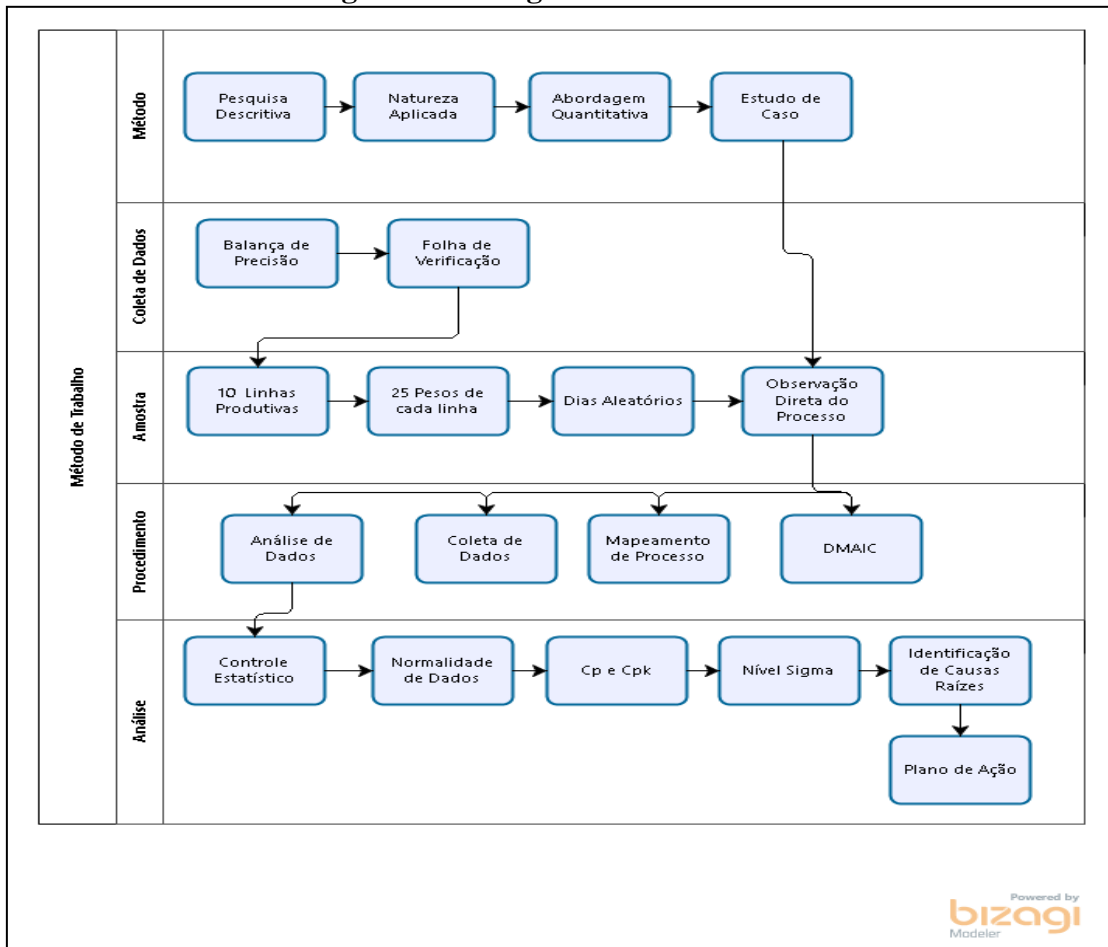 Método de Trabalho
Método
Pesquisa
Descritiva
Natureza
Aplicada
Abordagem
Quantitativa
Estudo de
Caso
Coleta de Dados
Balança de
Precisão
Folha de
Verificação
Amostra
10 Linhas
Produtivas
25 Pesos de
cada linha
Dias Aleatórios
Observação
Direta do
Processo
Procedimento
Análise de
Dados
Coleta de
Dados
Mapeamento
de Processo
DMAIC
Análise
Controle
Estatístico
Normalidade
de Dados
Cp e Cpk
Nível Sigma
Identificação
de Causas
Raízes
Plano de Ação
Powered by
bizagi
Modeler